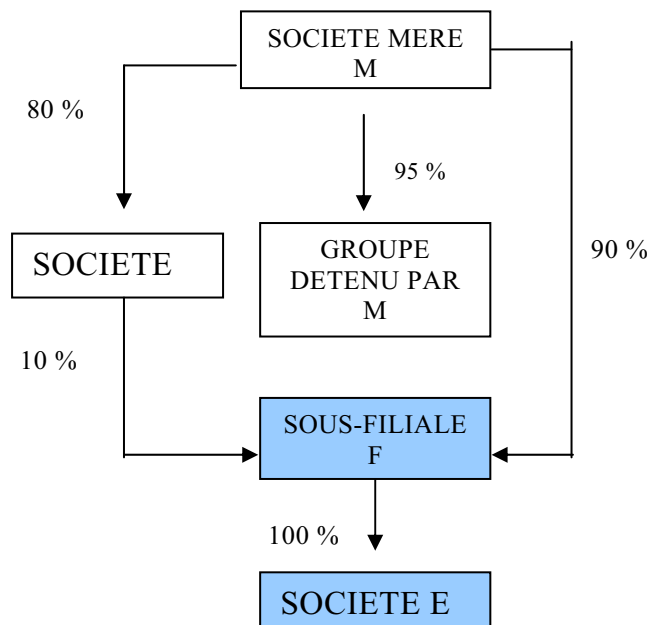 SOCIETE MERE
M
80 %
95 %
SOCIETE
GROUPE
DETENU PAR
M
90 %
10 %
SOUS-FILIALE
F
100 %
SOCIETE E